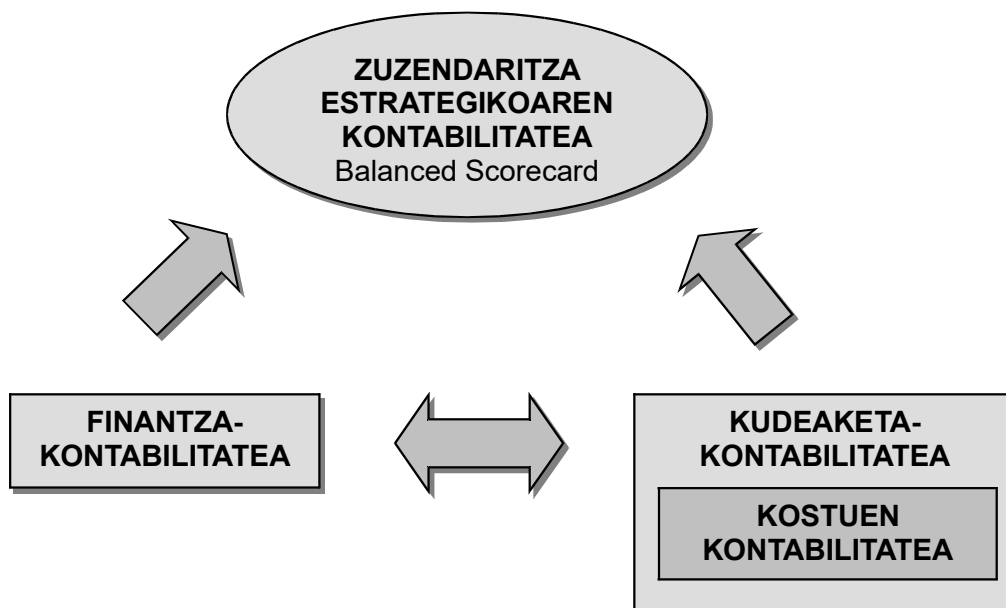 ZUZENDARITZA
ESTRATEGIKOAREN
KONTABILITATEA
Balanced Scorecard
FINANTZA-
KONTABILITATEA
KUDEAKETA-
KONTABILITATEA
KOSTUEN
KONTABILITATEA